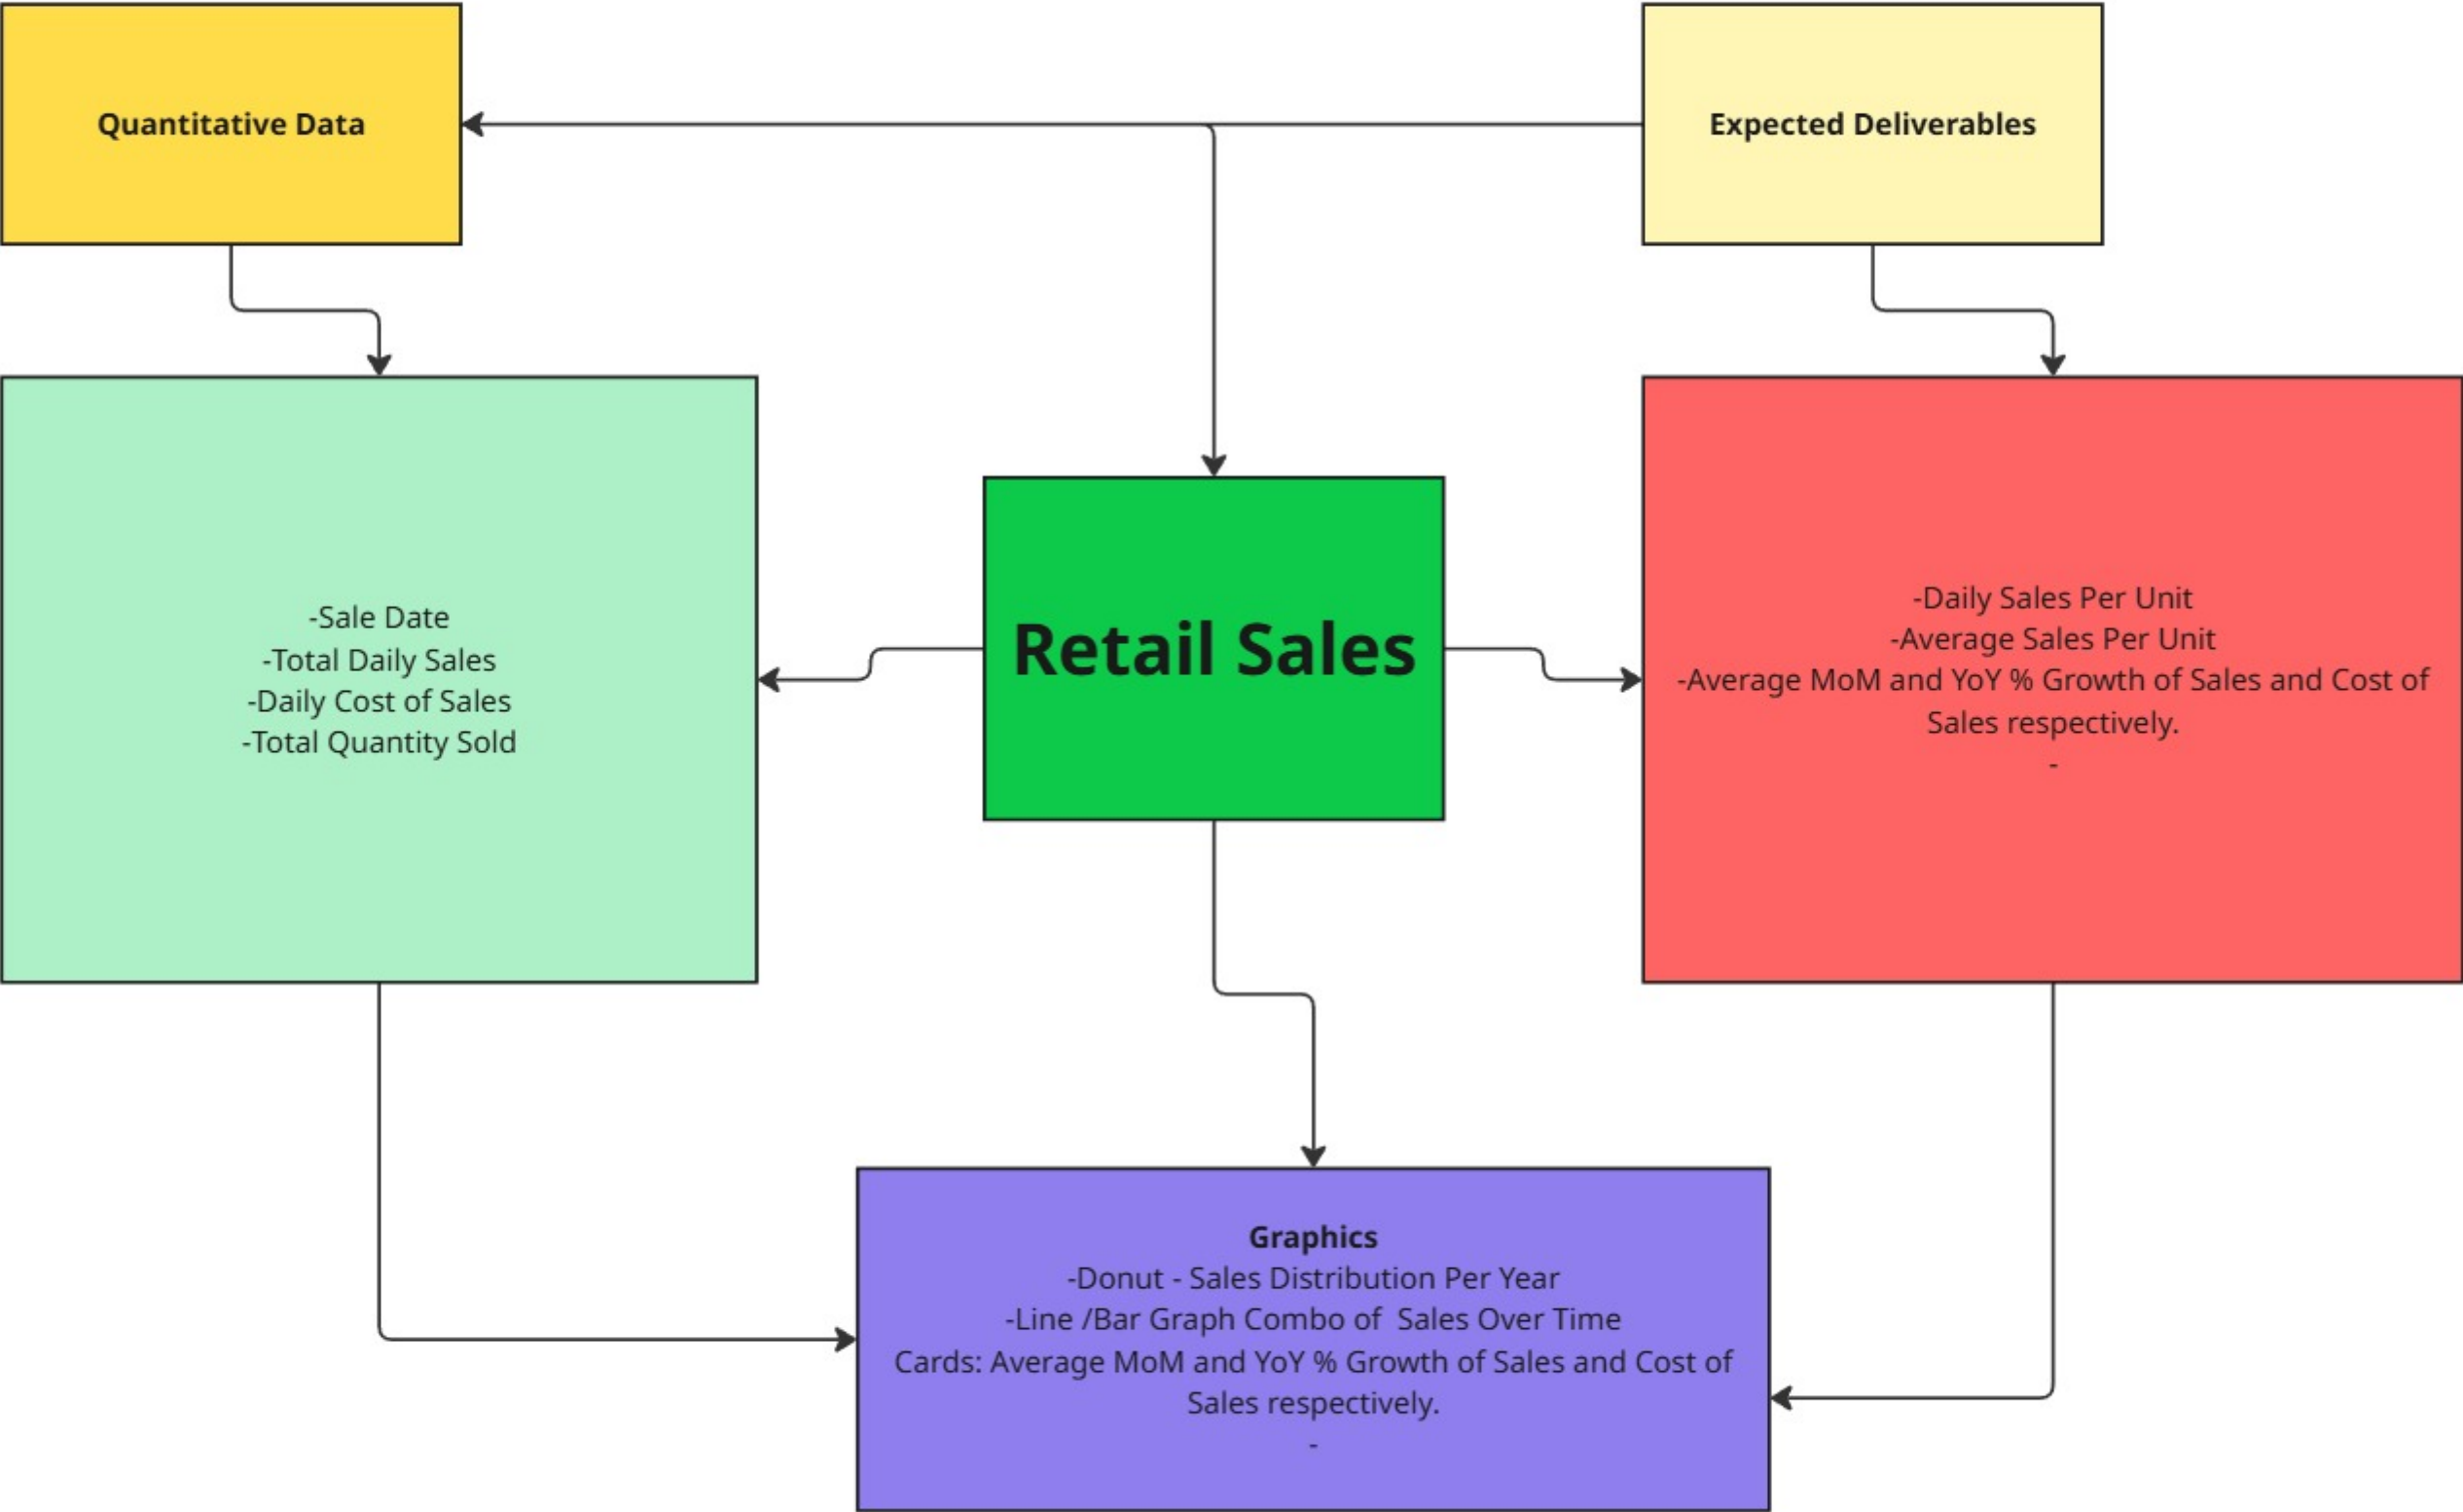 Quantitative Data
Expected Deliverables
-Sale Date
-Total Daily Sales
-Daily Cost of Sales
-Total Quantity Sold
Retail Sales
-Daily Sales Per Unit
-Average Sales Per Unit
-Average MoM and YoY % Growth of Sales and Cost of
Sales respectively.
-
Graphics
-Donut - Sales Distribution Per Year
-Line /Bar Graph Combo of  Sales Over Time
Cards: Average MoM and YoY % Growth of Sales and Cost of
Sales respectively.
-